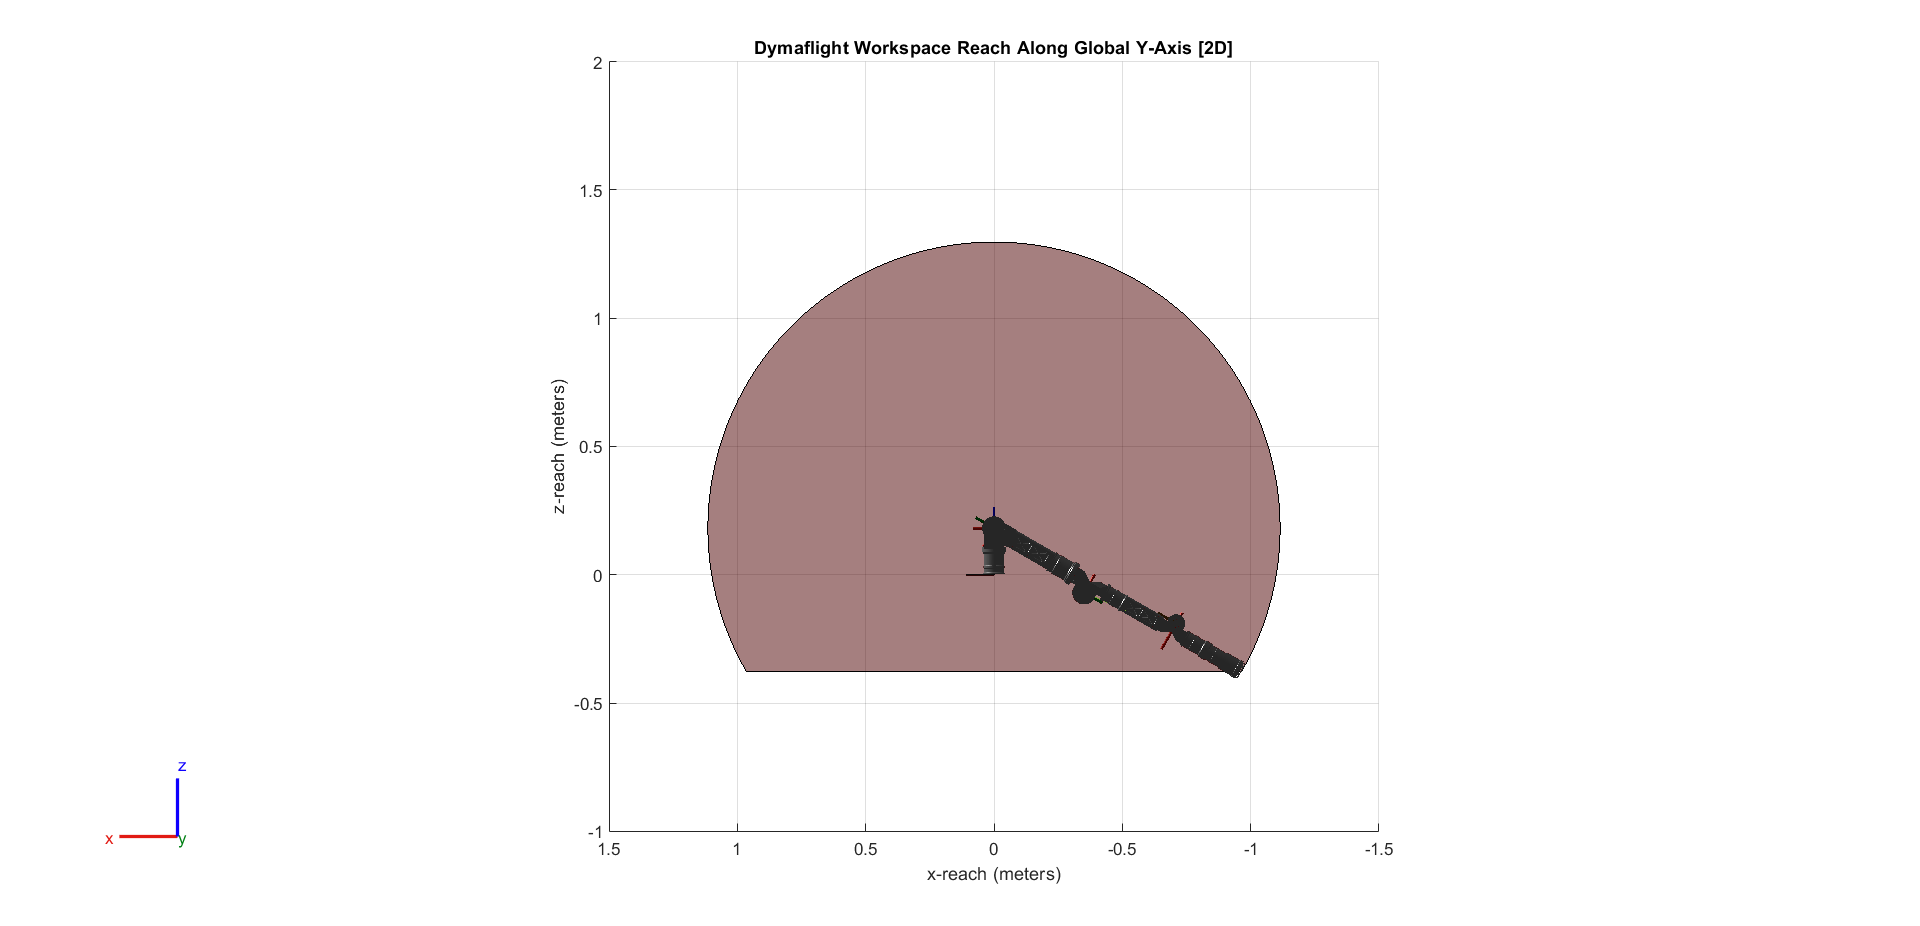 Dymaflight Workspace Reach Along Global Y-Axis [2D]
2
1.5
1
0.5
0
-0.5
-1
z-reach (meters)
1.5
1
0.5
0
-0.5
-1
-1.5
x-reach (meters)
z
x
y